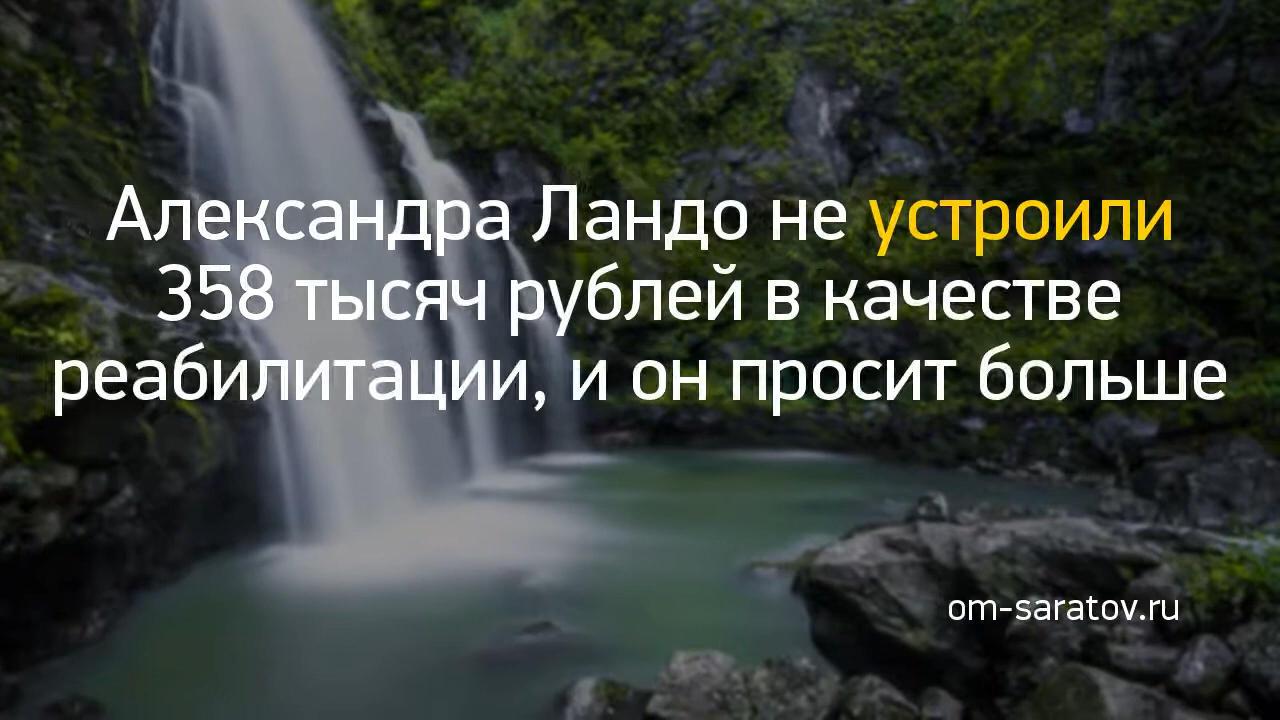 Александра Ландо не устроили
358 тысяч рублей в качестве
реабилитации, и он просит больше
om-saratov.ru